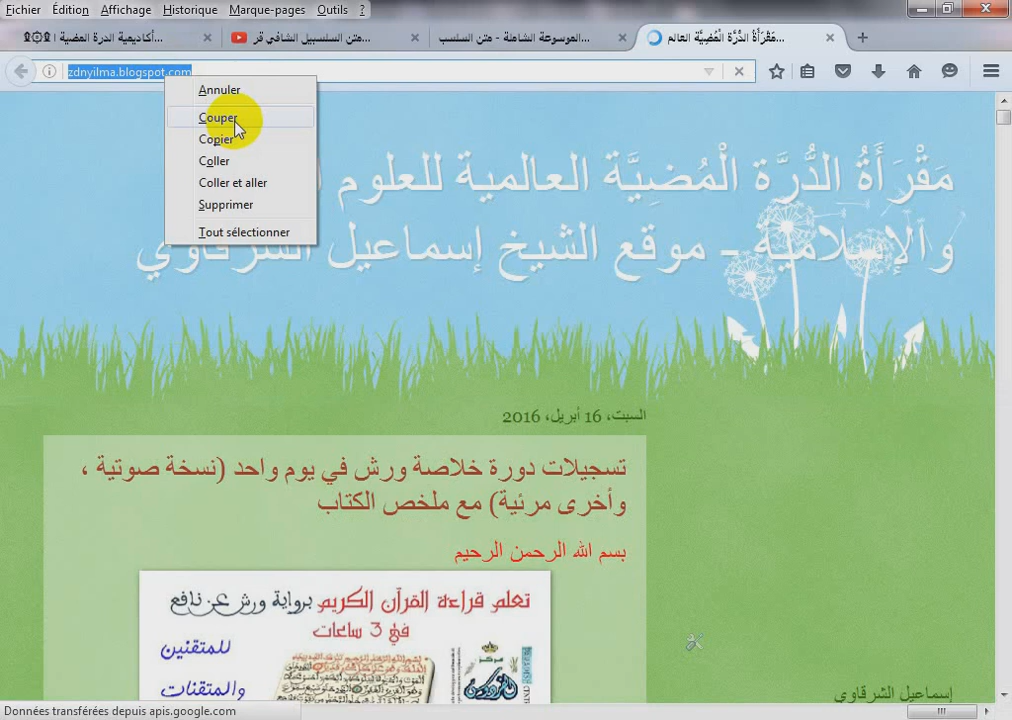 Fichier Édition Affichage Historique Marque-pages Outils ?
أكاديمية الدرة المضية ا...
متن السلسبيل الشافي قر...
الموسوعة الشاملة - متن السلسب...
مَقْرَأَةُ الدُّرَّة الْمُضِيَّة العالم...
zdnyilma.blogspot.com
Annuler
Couper
Copier
Coller
Coller et aller
Supprimer
Tout sélectionner
مَقْرَأَةُ الدُّرَّة الْمُضِيَّة العالمية للعلوم
والإسلامية - موقع الشيخ إسماعيل الشرقاوي
السبت، 16 أبريل، 2016
تسجيلات دورة خلاصة ورش في يوم واحد (نسخة صوتية ،
وأخرى مرئية) مع ملخص الكتاب
بسم الله الرحمن الرحيم
تعلم قراءة القرآن الكريم برواية ورش عن نافع
في 3 ساعات
للمتقنين
والمتقنات
مركز
إسماعيل الشرقاوي
Données transférées depuis apis.google.com